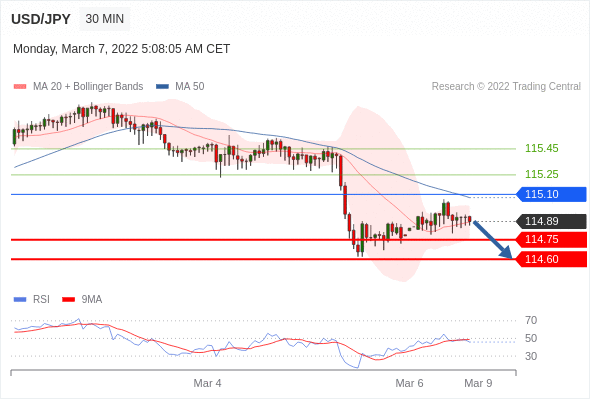 USD/JPY 30 MIN
Monday, March 7, 2022 5:08:05 AM CET
MA 20 + Bollinger Bands MA 50 Research © 2022 Trading Central
115.45
115.25
115.10
114.89
114.75
114.60
RSI 9MA
70
50
30
Mar 4 Mar 6 Mar 9